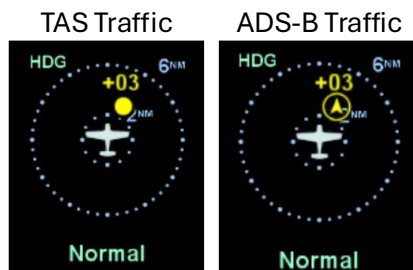 TAS Traffic
HDG
6NM
+03
2NM
Normal
ADS-B Traffic
HDG
6NM
+03
NM
Normal